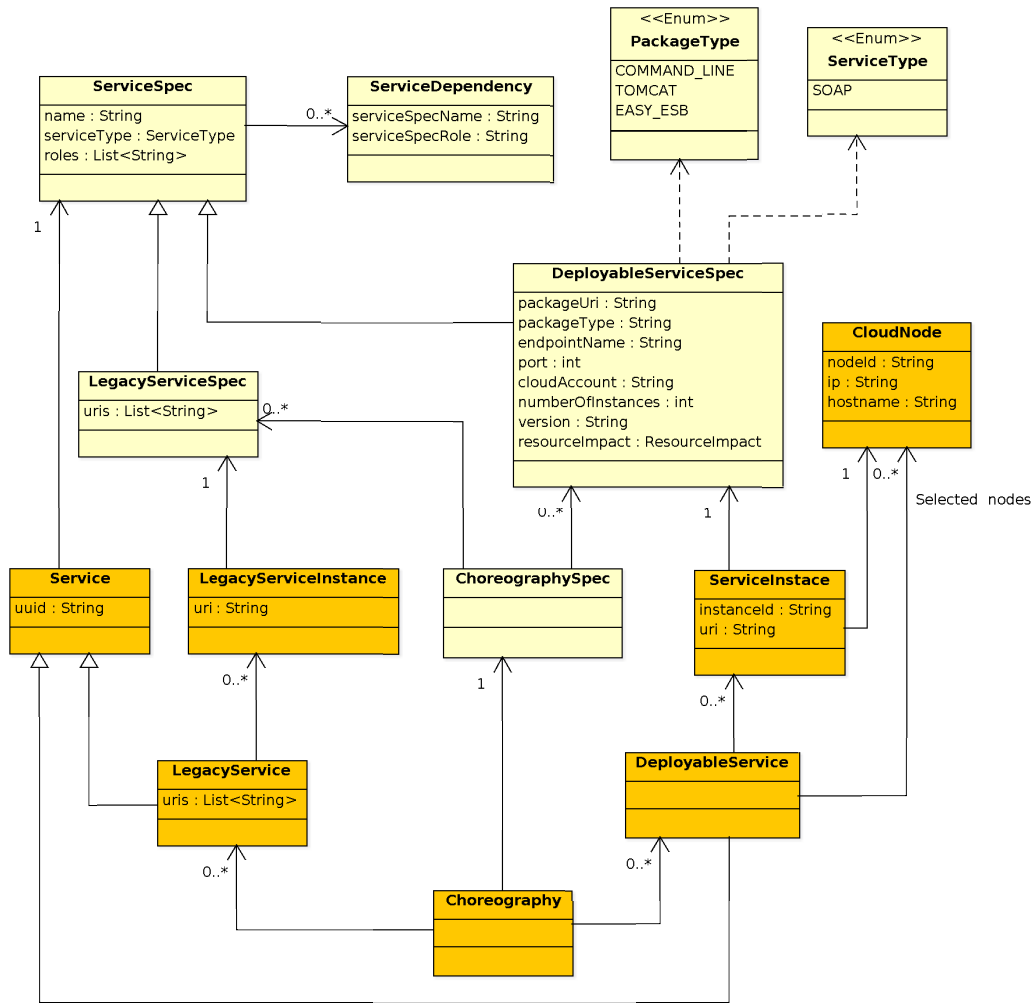 <<Enum>>
PackageType
COMMAND_LINE
TOMCAT
EASY_ESB
<<Enum>>
ServiceType
SOAP
ServiceSpec
name : String
serviceType : ServiceType
roles : List<String>
0..*
ServiceDependency
serviceSpecName : String
serviceSpecRole : String
1
DeployableServiceSpec
packageUri : String
packageType : String
endpointName : String
port : int
cloudAccount : String
numberOfInstances : int
version : String
resourceImpact : ResourceImpact
CloudNode
nodeId : String
ip : String
hostname : String
LegacyServiceSpec
uris : List<String>
0..*
1
0..*
1
1
0..*
Selected nodes
Service
uuid : String
LegacyServiceInstance
uri : String
ChoreographySpec
ServiceInstace
instanceId : String
uri : String
0..*
1
0..*
LegacyService
uris : List<String>
DeployableService
0..*
0..*
Choreography